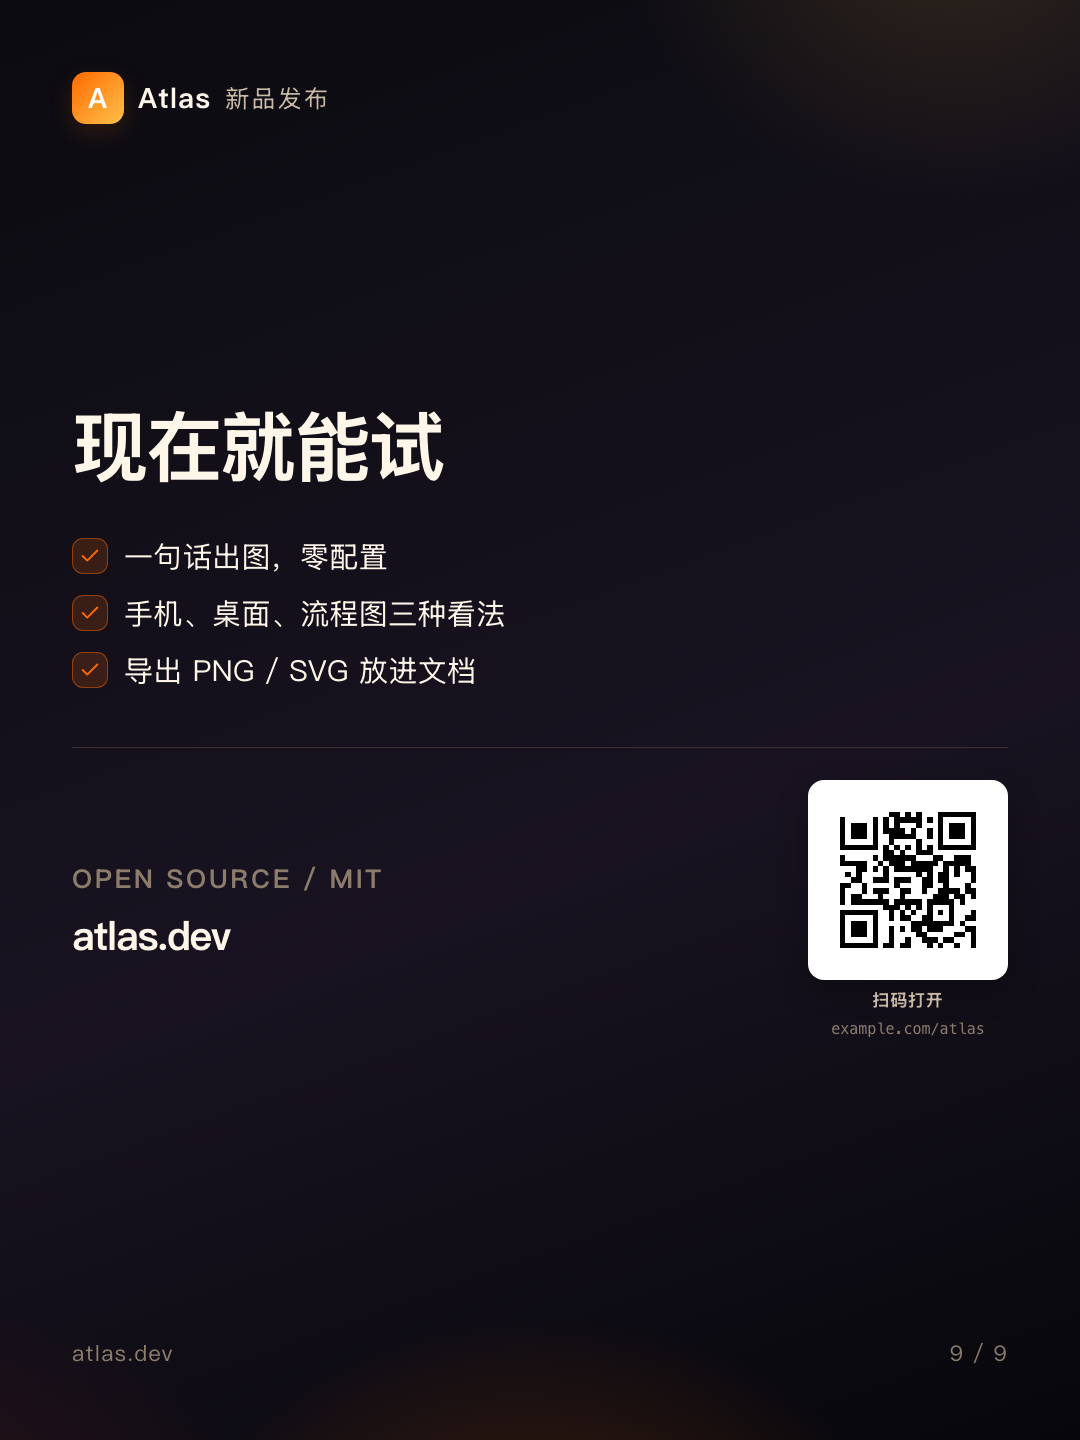 A Atlas 新品发布
现在就能试
一句话出图，零配置
手机、桌面、流程图三种看法
导出 PNG / SVG 放进文档
OPEN SOURCE / MIT
atlas.dev
扫码打开
example.com/atlas
atlas.dev
9 / 9